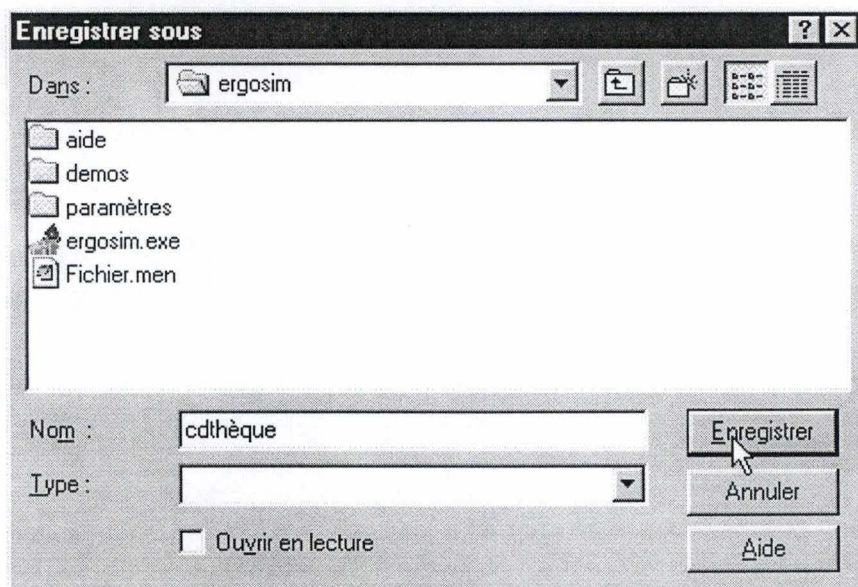 Enregistrer sous
Dans : ergosim
aide
demos
paramètres
ergosim.exe
Fichier.men
Nom : cdthèque Enregistrer
Type : Annuler
Ouvrir en lecture Aide